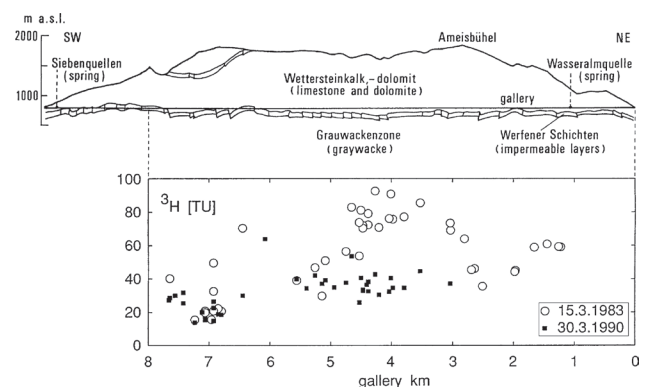 m a.s.l.
SW
Ameisbühel
NE
2000
Siebenquellen
(spring)
Wasseralmquelle
(spring)
Wettersteinkalk,-dolomit
(limestone and dolomite)
1000
gallery
Grauwackenzone
(graywacke)
Werfener Schichten
(impermeable layers)
100
³H [TU]
80
60
40
20
0
15.3.1983
30.3.1990
8 7 6 5 4 3 2 1 0
gallery km